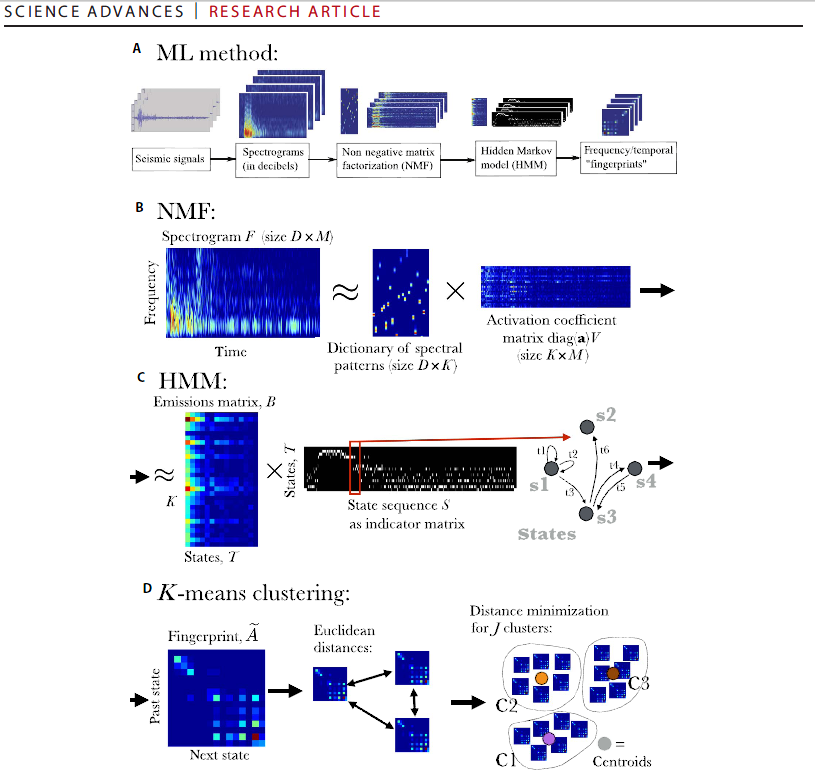 SCIENCE ADVANCES | RESEARCH ARTICLE
A ML method:
Seismic signals
Spectrograms
(in decibels)
Non negative matrix
factorization (NMF)
Hidden Markov
model (HMM)
Frequency/temporal
"fingerprints"
B NMF:
Spectrogram F (size D × M)
Frequency
Time
≈
Dictionary of spectral
patterns (size D × K)
×
Activation coefficient
matrix diag(a)V
(size K × M)
C HMM:
Emissions matrix, B
≈
K
States, T
×
States, T
State sequence S
as indicator matrix
s2
t1
t2
t6
t4
s1
t3
t5
s4
s3
States
D K-means clustering:
Fingerprint, Ã
Past state
Next state
Euclidean
distances:
Distance minimization
for J clusters:
C3
C2
C1
=
Centroids